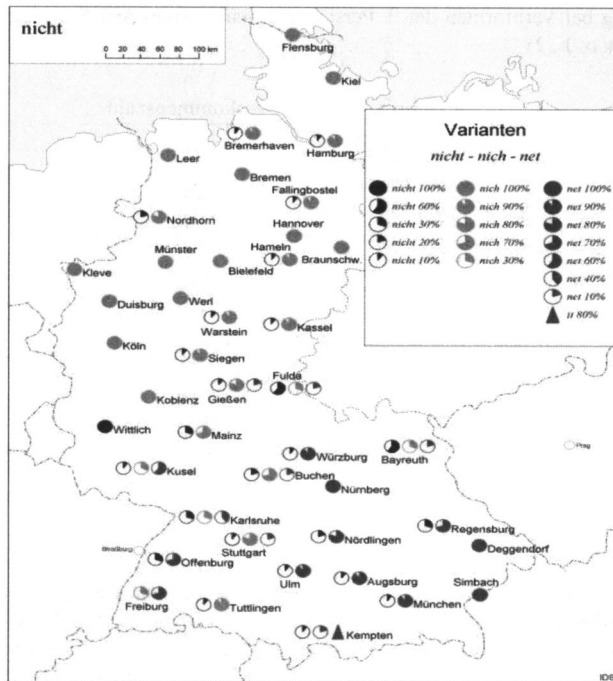 g bei
nicht
0 20 40 60 80 100 km
Flensburg
Kiel
Bremerhaven
Hamburg
Leer
Bremen
Fallingbostel
Nordhorn
Hannover
Münster
Hameln
Kleve
Bielefeld
Braunschw.
Duisburg
Werl
Warstein
Kassel
Köln
Siegen
Gießen
Fulda
Koblenz
Wittlich
Mainz
Würzburg
Bayreuth
Prag
Kusel
Buchen
Nürnberg
Karlsruhe
Stuttgart
Nördlingen
Regensburg
Straßburg
Offenburg
Deggendorf
Ulm
Augsburg
Simbach
Freiburg
Tuttlingen
München
Kempten
Varianten
nicht - nich - net
nicht 100% nich 100% net 100%
nicht 60% nich 90% net 90%
nicht 30% nich 80% net 80%
nicht 20% nich 70% net 70%
nicht 10% nich 30% net 60%
net 40%
net 10%
it 80%